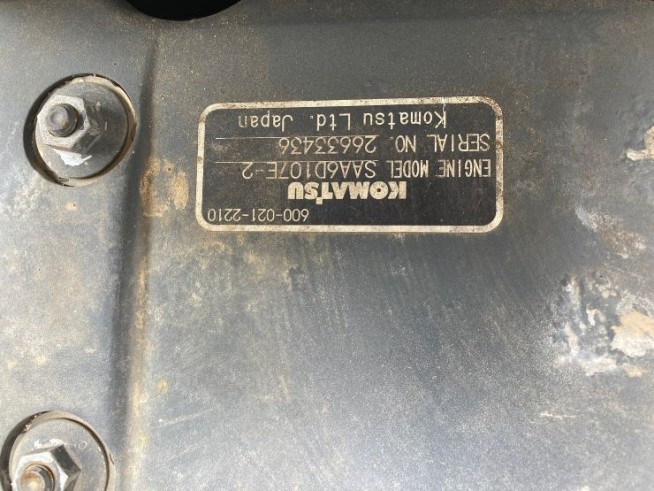 600-021-2210
KOMATSU
ENGINE MODEL SAA6D107E-2
SERIAL NO. 26633436
Komatsu Ltd. Japan